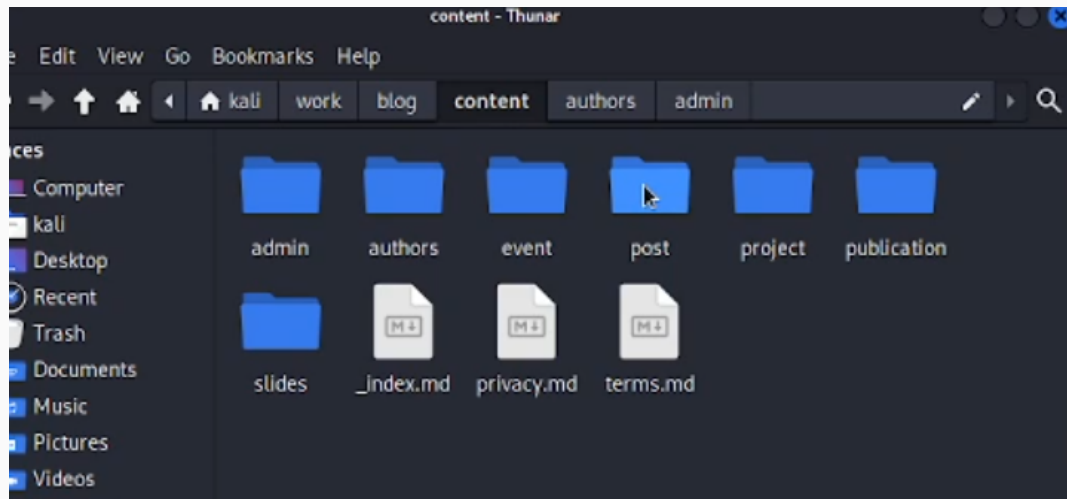 content - Thunar
e Edit View Go Bookmarks Help
kali work blog content authors admin
ces
Computer
kali
Desktop
Recent
Trash
Documents
Music
Pictures
Videos
admin authors event post project publication
M
M
M
slides _index.md privacy.md terms.md